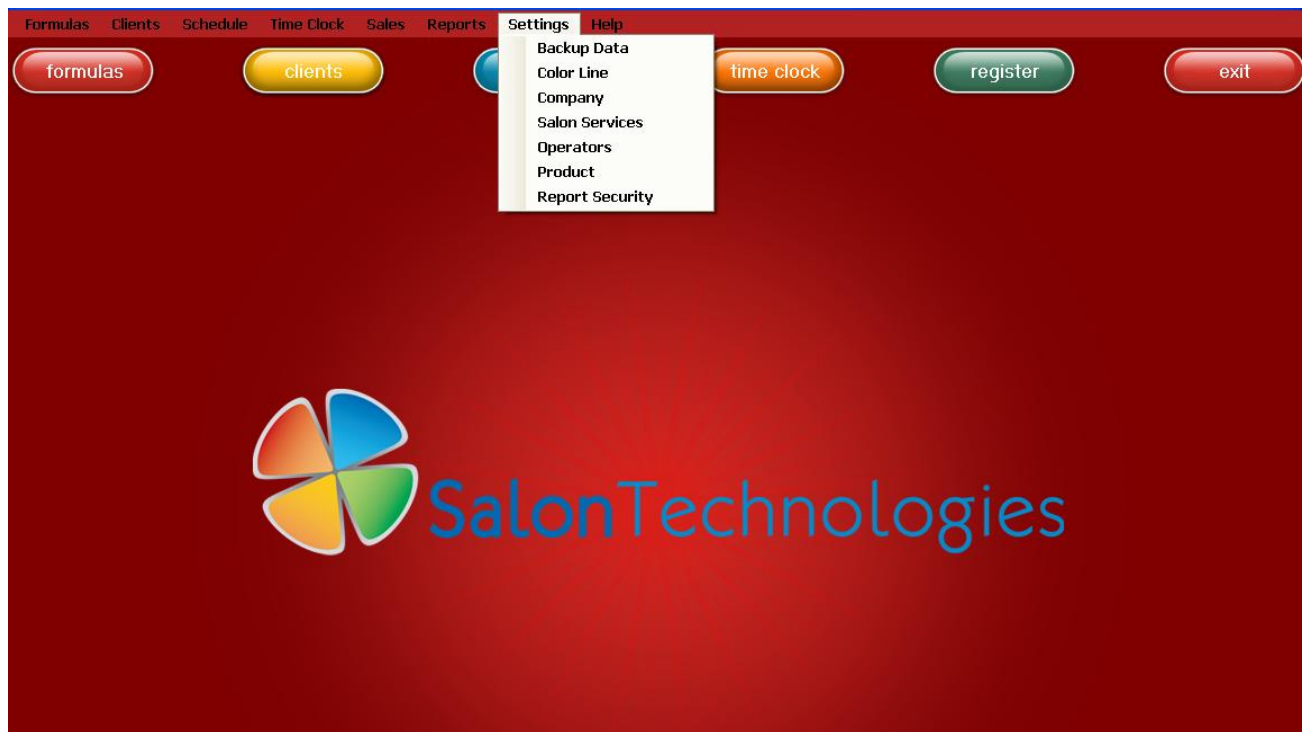 Formulas Clients Schedule Time Clock Sales Reports Settings Help
Backup Data
Color Line
Company
Salon Services
Operators
Product
Report Security
formulas clients time clock register exit
SalonTechnologies